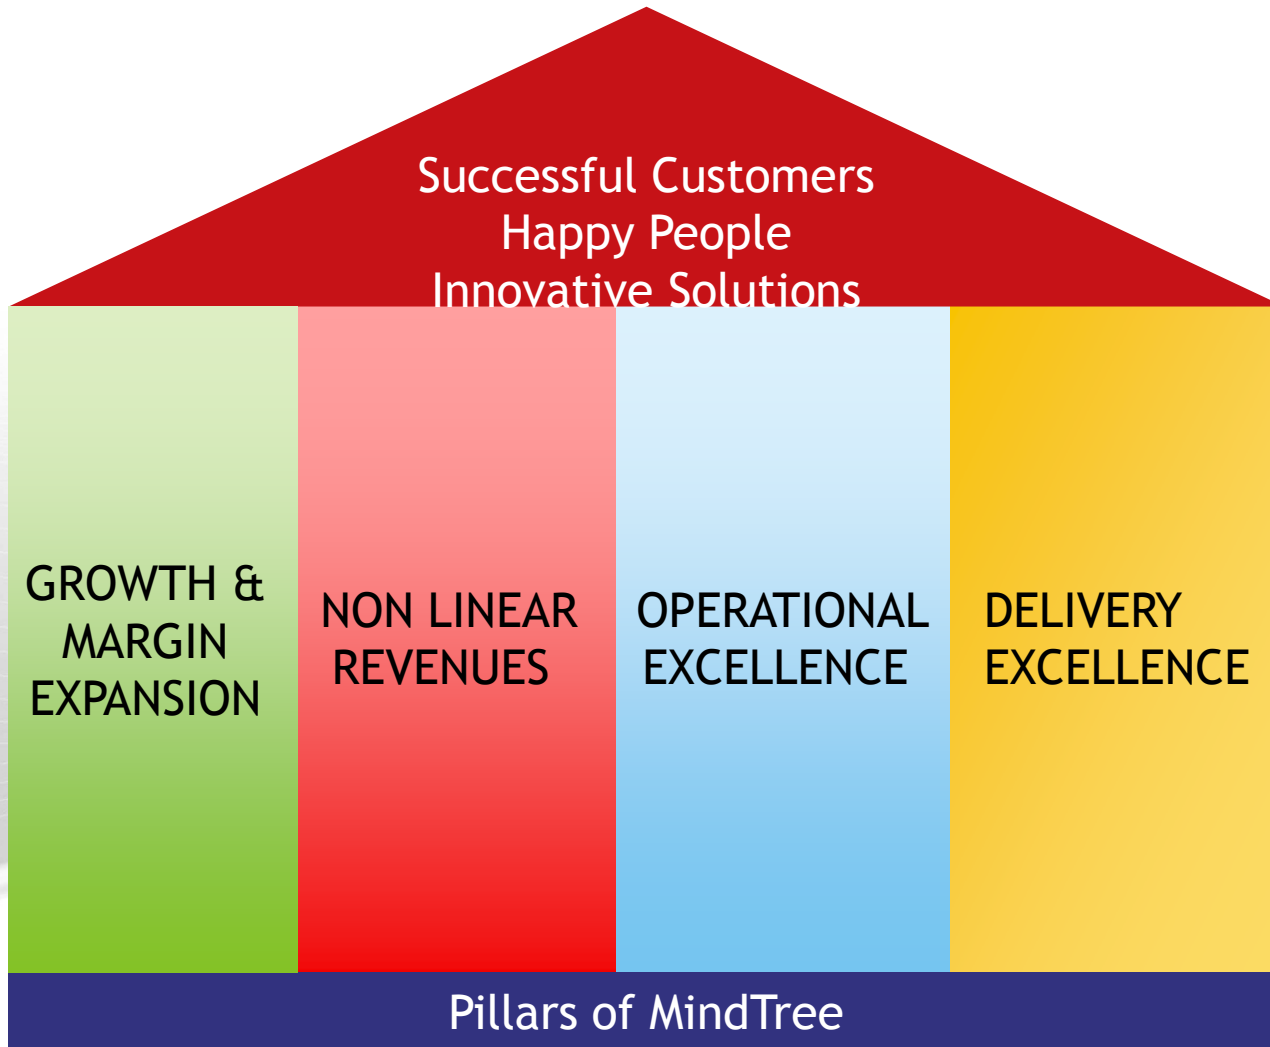 Successful Customers
Happy People
Innovative Solutions
GROWTH &
MARGIN
EXPANSION
NON LINEAR
REVENUES
OPERATIONAL
EXCELLENCE
DELIVERY
EXCELLENCE
Pillars of MindTree